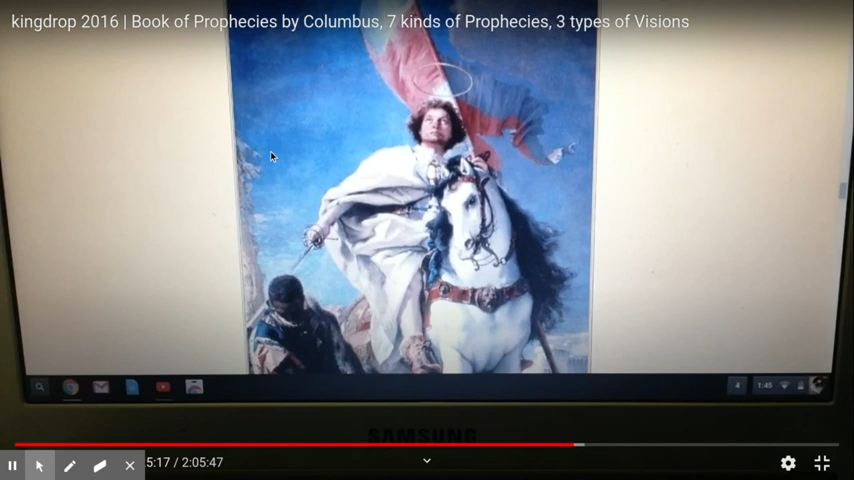 kingdrop 2016 | Book of Prophecies by Columbus, 7 kinds of Prophecies, 3 types of Visions
4
1:45
SAMSUNG
5:17 / 2:05:47